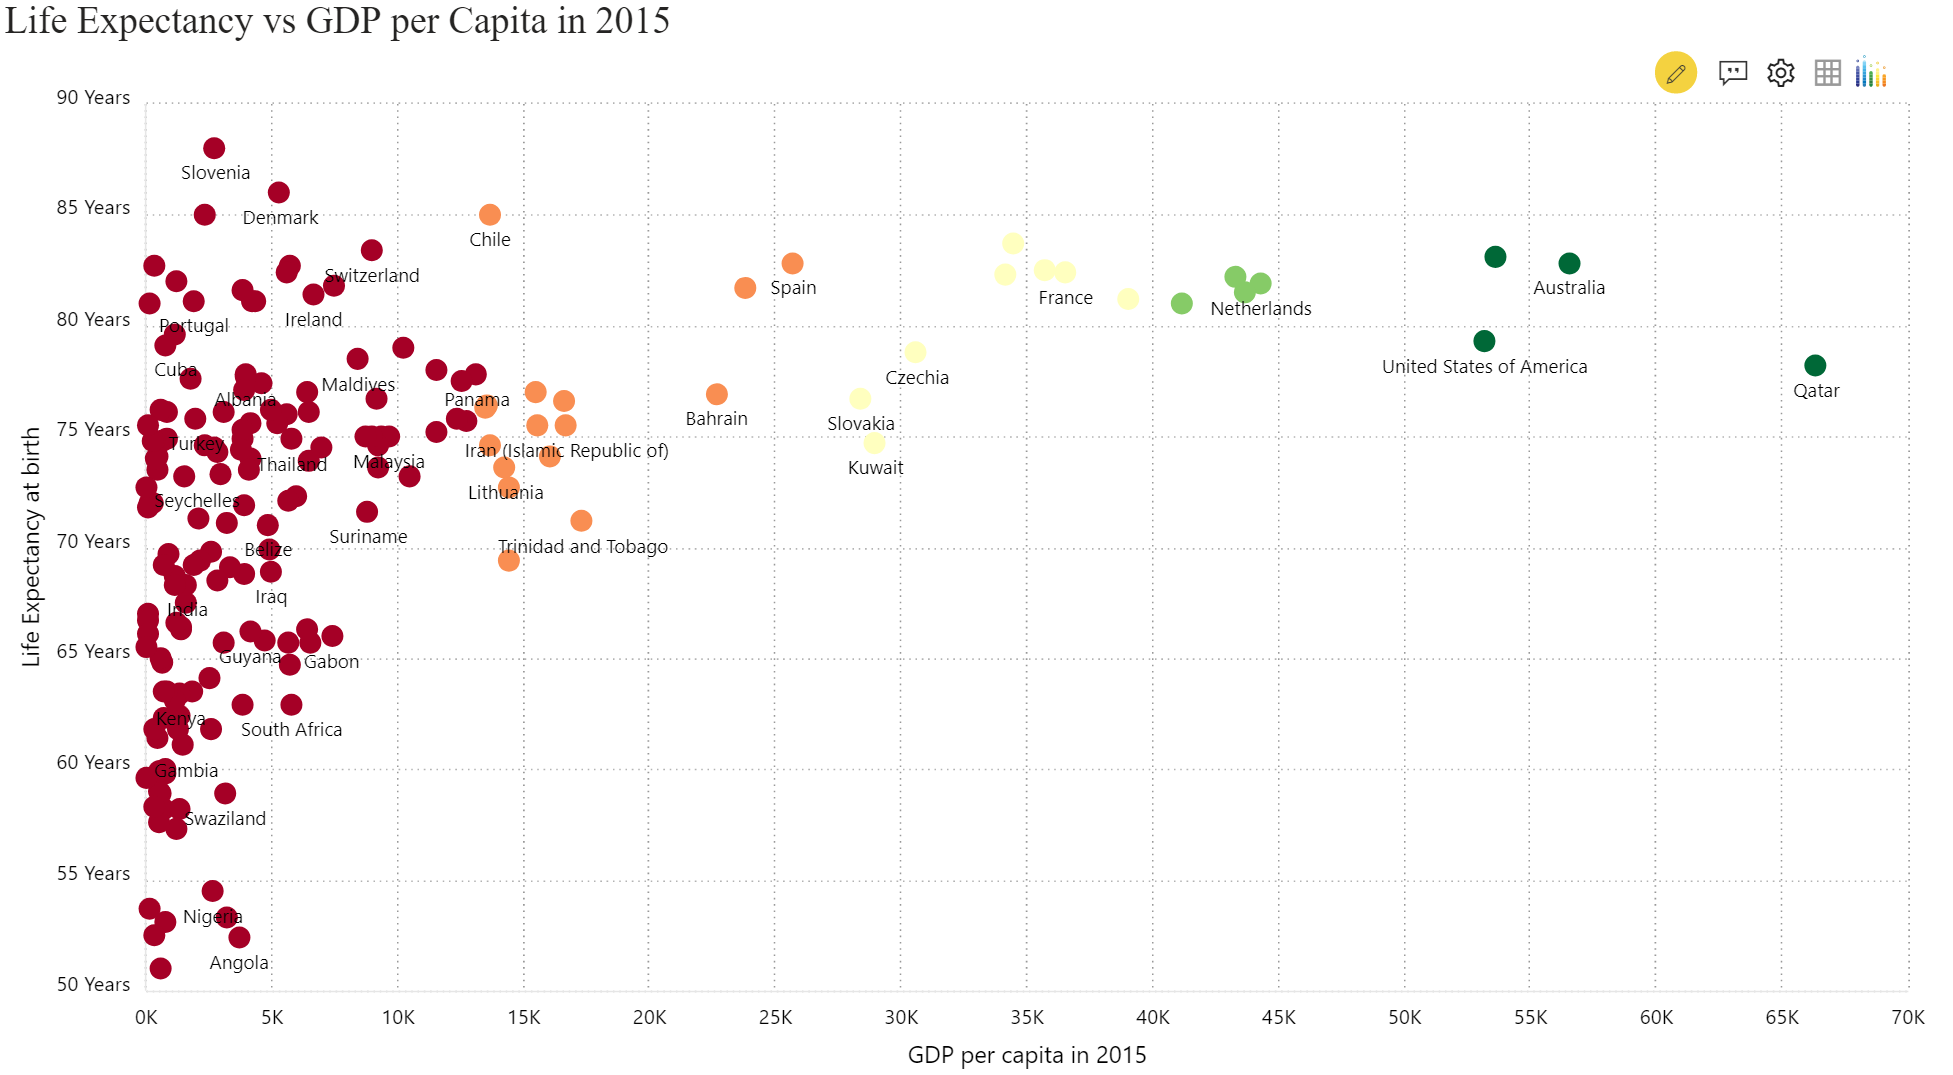 Life Expectancy vs GDP per Capita in 2015
90 Years
Slovenia
85 Years
Denmark
Chile
Switzerland
Spain
Australia
France
Portugal
Ireland
Netherlands
80 Years
Cuba
United States of America
Maldives
Czechia
Qatar
Albania
Panama
Bahrain
Slovakia
75 Years
Turkey
Iran (Islamic Republic of)
Thailand
Malaysia
Kuwait
Seychelles
Lithuania
Suriname
70 Years
Belize
Trinidad and Tobago
Iraq
India
65 Years
Guyana
Gabon
Kenya
South Africa
60 Years
Gambia
Swaziland
55 Years
Nigeria
Angola
50 Years
Life Expectancy at birth
0K 5K 10K 15K 20K 25K 30K 35K 40K 45K 50K 55K 60K 65K 70K
GDP per capita in 2015